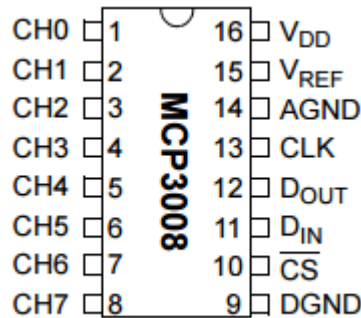 CH0 1 16 VDD
CH1 2 15 VREF
CH2 3 14 AGND
CH3 4 13 CLK
CH4 5 12 DOUT
CH5 6 11 DIN
CH6 7 10 C̅S̅
CH7 8 9 DGND
MCP3008